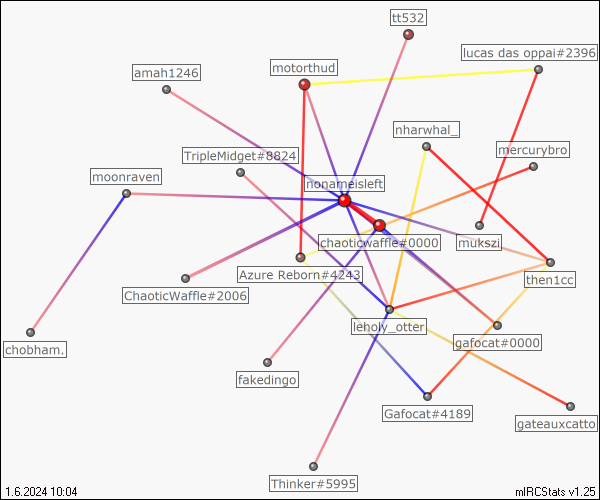 tt532
lucas das oppai#2396
motorthud
amah1246
nharwhal_
mercurybro
TripleMidget#8824
moonraven
nonameisleft
chaoticwaffle#0000
mukszi
Azure Reborn#4243
then1cc
ChaoticWaffle#2006
leholy_otter
gafocat#0000
chobham.
fakedingo
Gafocat#4189
gateauxcatto
Thinker#5995
1.6.2024 10:04
mIRCStats v1.25